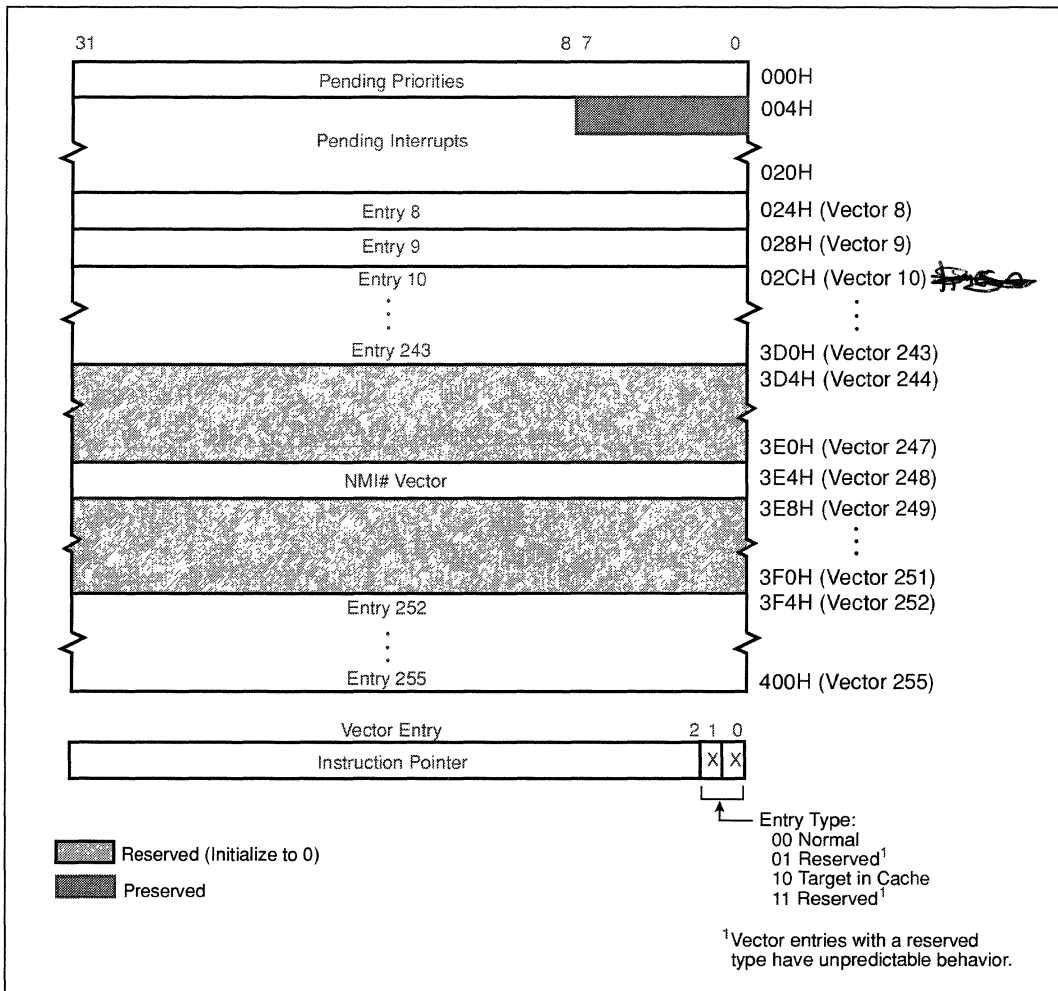 31 8 7 0
Pending Priorities 000H
004H
Pending Interrupts
020H
Entry 8 024H (Vector 8)
Entry 9 028H (Vector 9)
Entry 10 02CH (Vector 10)
Entry 243 3D0H (Vector 243)
3D4H (Vector 244)
3E0H (Vector 247)
NMI# Vector 3E4H (Vector 248)
3E8H (Vector 249)
3F0H (Vector 251)
Entry 252 3F4H (Vector 252)
Entry 255 400H (Vector 255)
Vector Entry 2 1 0
Instruction Pointer X X
Entry Type:
00 Normal
01 Reserved1
10 Target in Cache
11 Reserved1
Reserved (Initialize to 0)
Preserved
1Vector entries with a reserved
type have unpredictable behavior.